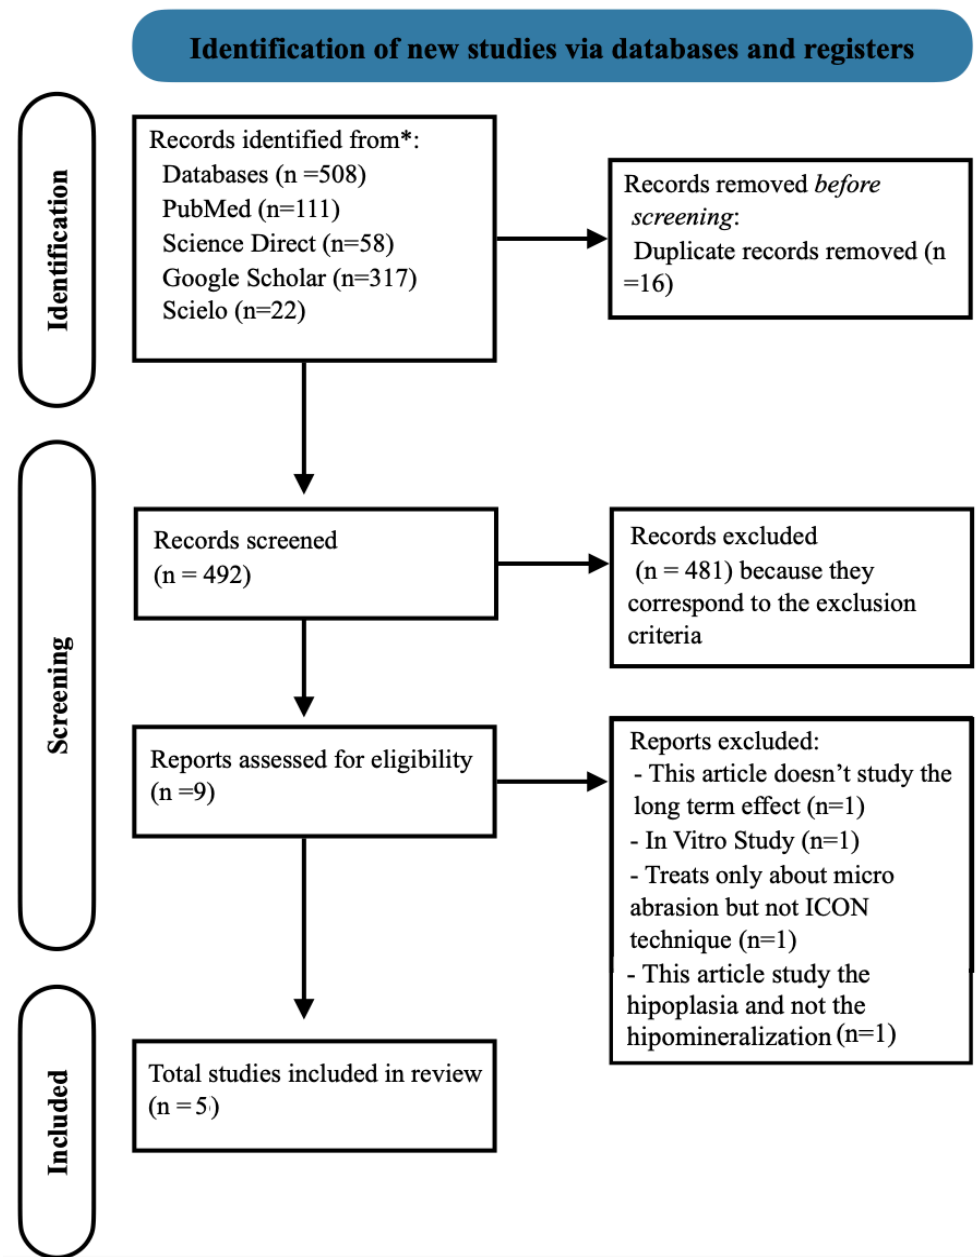 Identification of new studies via databases and registers
Identification
Records identified from*:
Databases (n =508)
PubMed (n=111)
Science Direct (n=58)
Google Scholar (n=317)
Scielo (n=22)
Records removed before
screening:
Duplicate records removed (n
=16)
Screening
Records screened
(n = 492)
Records excluded
(n = 481) because they
correspond to the exclusion
criteria
Reports assessed for eligibility
(n =9)
Reports excluded:
- This article doesn’t study the
long term effect (n=1)
- In Vitro Study (n=1)
- Treats only about micro
abrasion but not ICON
technique (n=1)
- This article study the
hipoplasia and not the
hipomineralization (n=1)
Included
Total studies included in review
(n = 5)